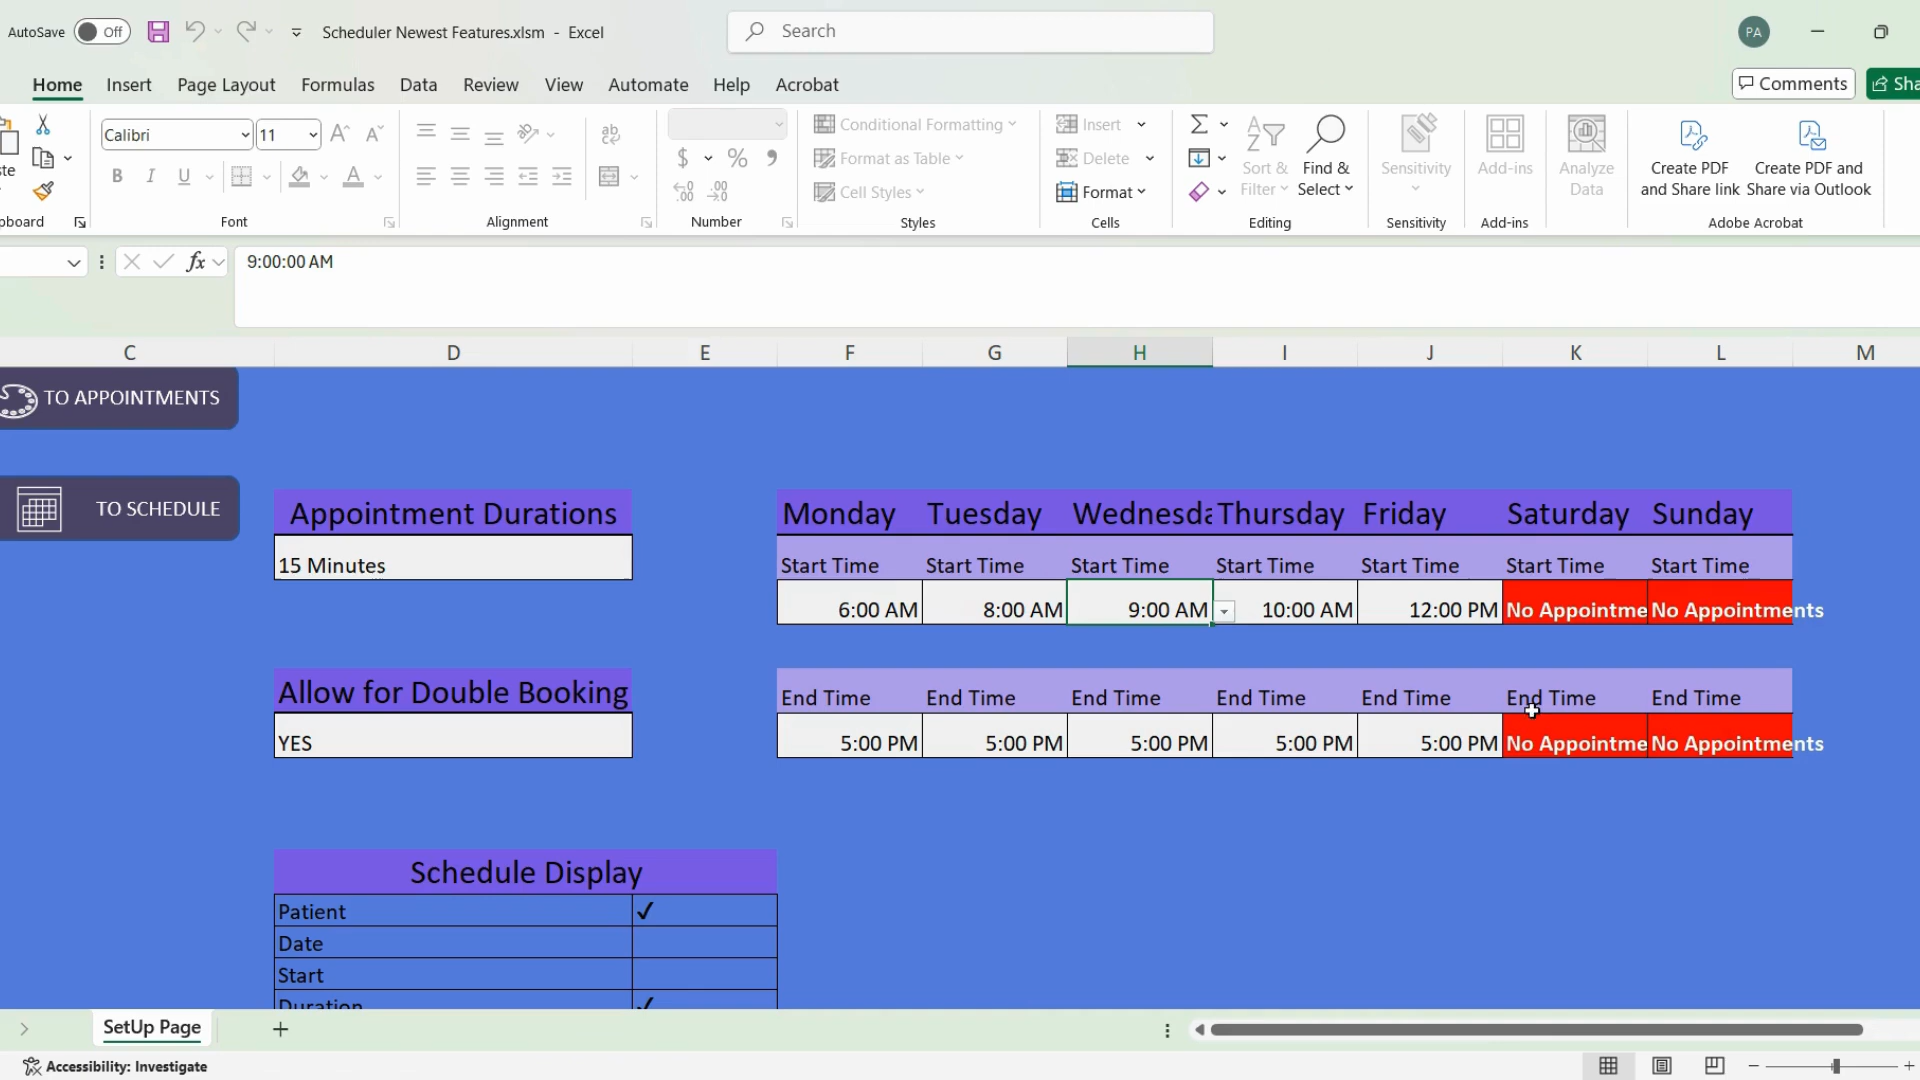 AutoSave Off Scheduler Newest Features.xlsm - Excel Search PA
Home Insert Page Layout Formulas Data Review View Automate Help Acrobat Comments Sha
Calibri 11 Conditional Formatting Insert
ste B I U $ % Format as Table Delete Sort & Filter Find & Select Sensitivity Add-ins Analyze Data Create PDF and Share link Create PDF and Share via Outlook
Cell Styles Format
pboard Font Alignment Number Styles Cells Editing Sensitivity Add-ins Adobe Acrobat
fx 9:00:00 AM
C D E F G H I J K L M
TO APPOINTMENTS
TO SCHEDULE
Appointment Durations Monday Tuesday Wednesda Thursday Friday Saturday Sunday
15 Minutes Start Time Start Time Start Time Start Time Start Time Start Time Start Time
6:00 AM 8:00 AM 9:00 AM 10:00 AM 12:00 PM No Appointme No Appointments
Allow for Double Booking End Time End Time End Time End Time End Time End Time End Time
YES 5:00 PM 5:00 PM 5:00 PM 5:00 PM 5:00 PM No Appointme No Appointments
Schedule Display
Patient ✓
Date
Start
Duration ✓
SetUp Page
Accessibility: Investigate